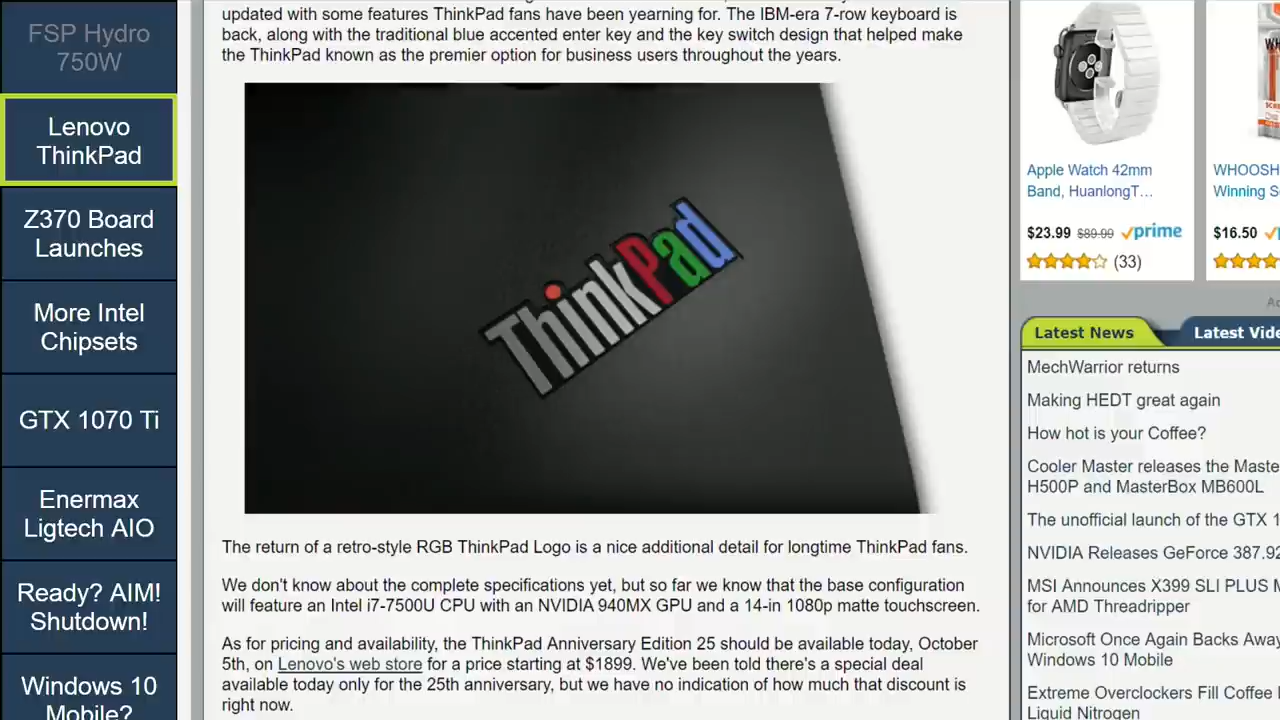 FSP Hydro
750W
Lenovo
ThinkPad
Z370 Board
Launches
More Intel
Chipsets
GTX 1070 Ti
Enermax
Ligtech AIO
Ready? AIM!
Shutdown!
Windows 10
Mobile?
updated with some features ThinkPad fans have been yearning for. The IBM-era 7-row keyboard is
back, along with the traditional blue accented enter key and the key switch design that helped make
the ThinkPad known as the premier option for business users throughout the years.
ThinkPad
The return of a retro-style RGB ThinkPad Logo is a nice additional detail for longtime ThinkPad fans.
We don't know about the complete specifications yet, but so far we know that the base configuration
will feature an Intel i7-7500U CPU with an NVIDIA 940MX GPU and a 14-in 1080p matte touchscreen.
As for pricing and availability, the ThinkPad Anniversary Edition 25 should be available today, October
5th, on Lenovo's web store for a price starting at $1899. We've been told there's a special deal
available today only for the 25th anniversary, but we have no indication of how much that discount is
right now.
Apple Watch 42mm
Band, HuanlongT…
$23.99 $89.99 prime
(33)
WHOOSH
Winning S
$16.50
Latest News
Latest Vide
MechWarrior returns
Making HEDT great again
How hot is your Coffee?
Cooler Master releases the Maste
H500P and MasterBox MB600L
The unofficial launch of the GTX 1
NVIDIA Releases GeForce 387.92
MSI Announces X399 SLI PLUS M
for AMD Threadripper
Microsoft Once Again Backs Away
Windows 10 Mobile
Extreme Overclockers Fill Coffee
Liquid Nitrogen